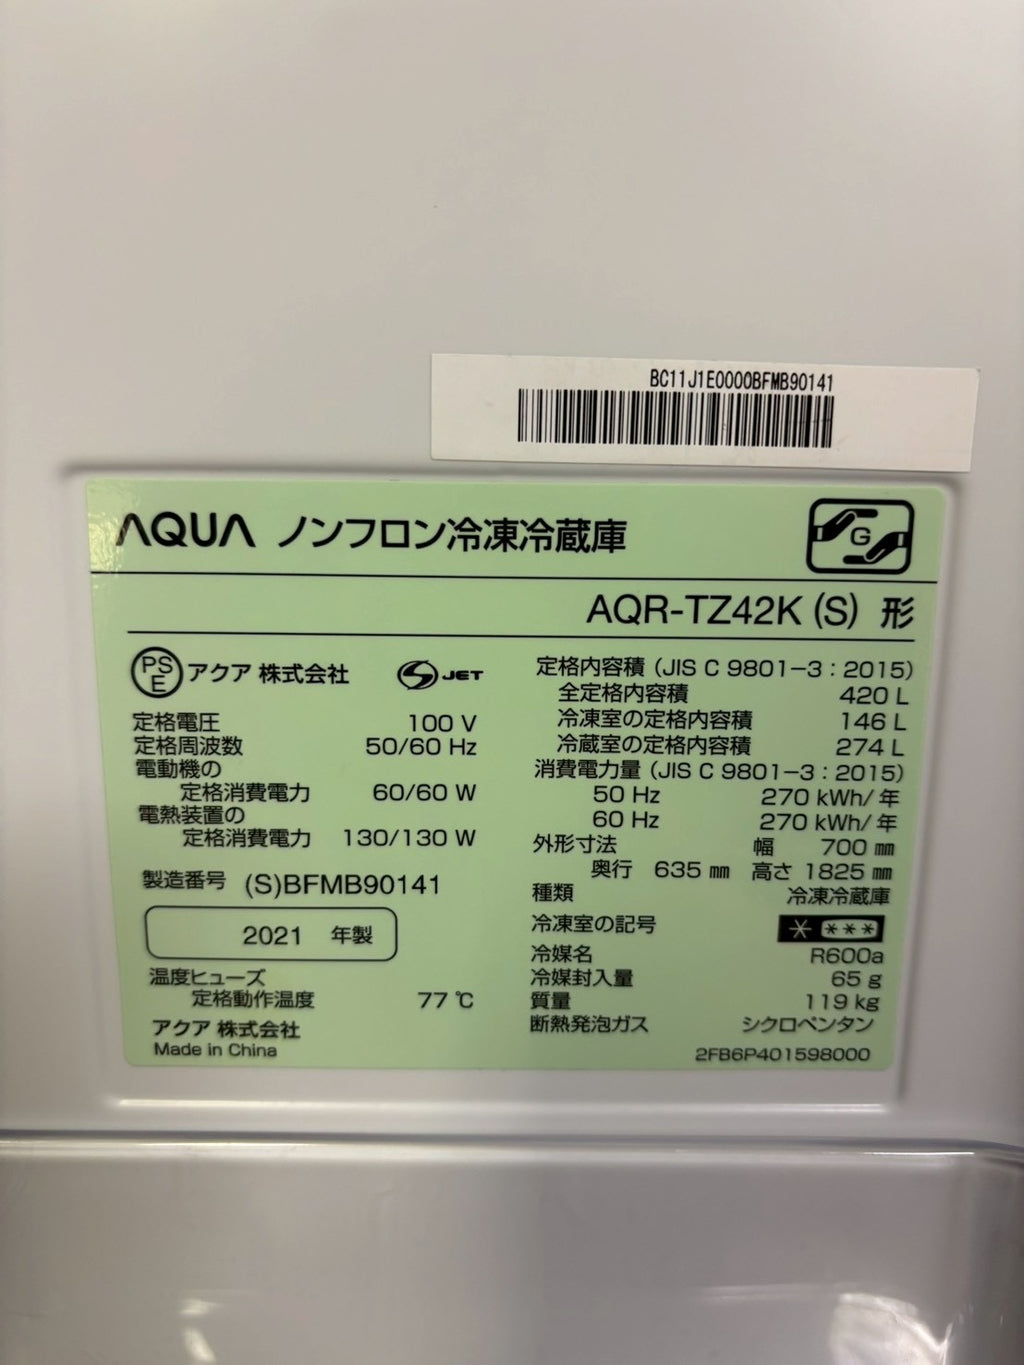 BC11J1E0000BFMB90141
AQUA ノンフロン冷凍冷蔵庫
G
AQR-TZ42K (S) 形
PS E アクア 株式会社 JET
定格電圧 100 V
定格周波数 50/60 Hz
電動機の
定格消費電力 60/60 W
電熱装置の
定格消費電力 130/130 W
製造番号 (S)BFMB90141
2021 年製
温度ヒューズ
定格動作温度 77 ℃
アクア 株式会社
Made in China
定格内容積 (JIS C 9801−3 : 2015)
全定格内容積 420 L
冷凍室の定格内容積 146 L
冷蔵室の定格内容積 274 L
消費電力量 (JIS C 9801−3 : 2015)
50 Hz 270 kWh/年
60 Hz 270 kWh/年
外形寸法 幅 700 ㎜
奥行 635 ㎜ 高さ 1825 ㎜
種類 冷凍冷蔵庫
冷凍室の記号 * ***
冷媒名 R600a
冷媒封入量 65 g
質量 119 kg
断熱発泡ガス シクロペンタン
2FB6P401598000